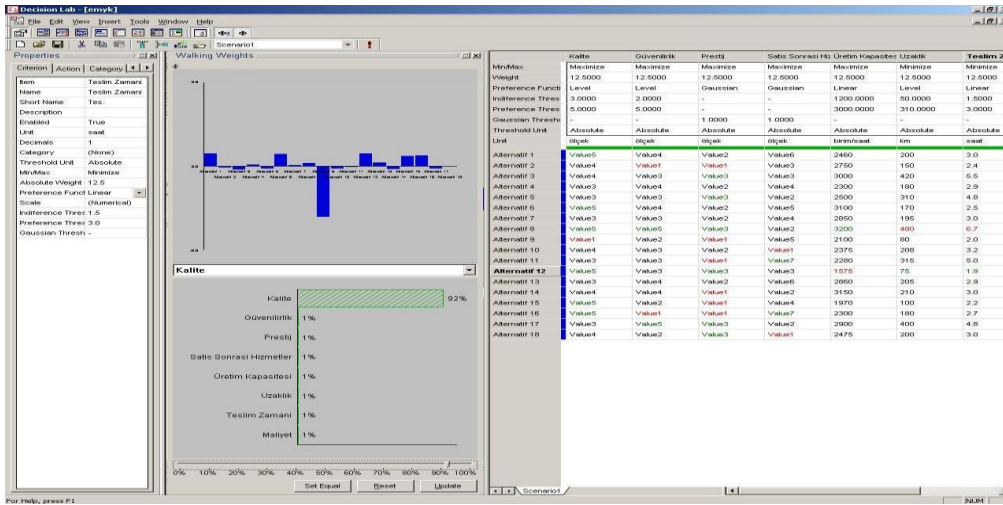 Decision Lab - [emyk]
File Edit View Insert Tools Window Help
Scenario1
Properties
Criterion Action Category
Item Teslim Zamani
Name Teslim Zamani
Short Name Tes.
Description
Enabled True
Unit saat
Decimals 1
Category (None)
Threshold Unit Absolute
Min/Max Minimize
Absolute Weight 12.5
Preference Funct Linear
Scale (Numerical)
Indifference Thres 1.5
Preference Thres 3.0
Gaussian Thresh -
Walking Weights
Kalite
Kalite 92%
Güvenilirlik 1%
Prestij 1%
Satis Sonrasi Hizmetler 1%
Üretim Kapasitesi 1%
Uzaklik 1%
Teslim Zamani 1%
Maliyet 1%
0% 10% 20% 30% 40% 50% 60% 70% 80% 90% 100%
Set Equal Reset Update
Kalite Güvenilirlik Prestij Satis Sonrasi Hi Üretim Kapasites Uzaklik Teslim Z
Min/Max Maximize Maximize Maximize Maximize Maximize Minimize Minimize
Weight 12.5000 12.5000 12.5000 12.5000 12.5000 12.5000 12.5000
Preference Functi Level Level Gaussian Gaussian Linear Level Linear
Indifference Thres 3.0000 2.0000 - - 1200.0000 50.0000 1.5000
Preference Thres 5.0000 5.0000 - - 3000.0000 310.0000 3.0000
Gaussian Thresh - - 1.0000 1.0000 - - -
Threshold Unit Absolute Absolute Absolute Absolute Absolute Absolute Absolute
Unit ölçek ölçek ölçek ölçek birim/saat km saat
Alternatif 1 Value5 Value4 Value2 Value6 2460 200 3.0
Alternatif 2 Value4 Value1 Value1 Value3 2750 150 2.4
Alternatif 3 Value4 Value3 Value3 Value3 3000 420 5.5
Alternatif 4 Value3 Value4 Value2 Value4 2300 180 2.9
Alternatif 5 Value3 Value3 Value3 Value2 2500 310 4.9
Alternatif 6 Value5 Value4 Value2 Value5 3100 170 2.5
Alternatif 7 Value3 Value3 Value2 Value4 2850 195 3.0
Alternatif 8 Value5 Value5 Value3 Value2 3200 480 6.7
Alternatif 9 Value1 Value2 Value1 Value5 2100 80 2.0
Alternatif 10 Value4 Value3 Value2 Value1 2375 208 3.2
Alternatif 11 Value3 Value3 Value1 Value7 2280 315 5.0
Alternatif 12 Value5 Value3 Value3 Value3 1575 75 1.9
Alternatif 13 Value3 Value4 Value2 Value6 2860 205 2.9
Alternatif 14 Value4 Value4 Value1 Value2 3150 210 3.0
Alternatif 15 Value5 Value2 Value1 Value4 1970 100 2.2
Alternatif 16 Value5 Value1 Value1 Value7 2300 180 2.7
Alternatif 17 Value3 Value5 Value3 Value2 2900 400 4.8
Alternatif 18 Value4 Value2 Value3 Value1 2475 200 3.0
Scenario1
For Help, press F1
NUM